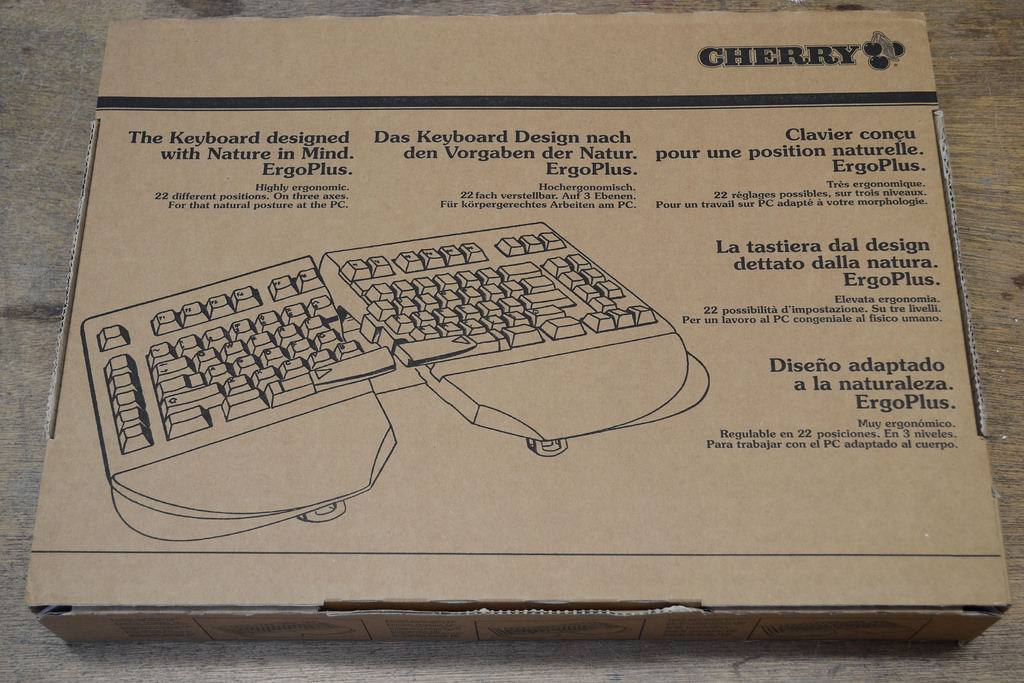 CHERRY
The Keyboard designed
with Nature in Mind.
ErgoPlus.
Highly ergonomic.
22 different positions. On three axes.
For that natural posture at the PC.
Das Keyboard Design nach
den Vorgaben der Natur.
ErgoPlus.
Hochergonomisch.
22 fach verstellbar. Auf 3 Ebenen.
Für körpergerechtes Arbeiten am PC.
Clavier conçu
pour une position naturelle.
ErgoPlus.
Très ergonomique.
22 réglages possibles, sur trois niveaux.
Pour un travail sur PC adapté à votre morphologie.
La tastiera dal design
dettato dalla natura.
ErgoPlus.
Elevata ergonomia.
22 possibilità d'impostazione. Su tre livelli.
Per un lavoro al PC congeniale al fisico umano.
Diseño adaptado
a la naturaleza.
ErgoPlus.
Muy ergonómico.
Regulable en 22 posiciones. En 3 niveles.
Para trabajar con el PC adaptado al cuerpo.